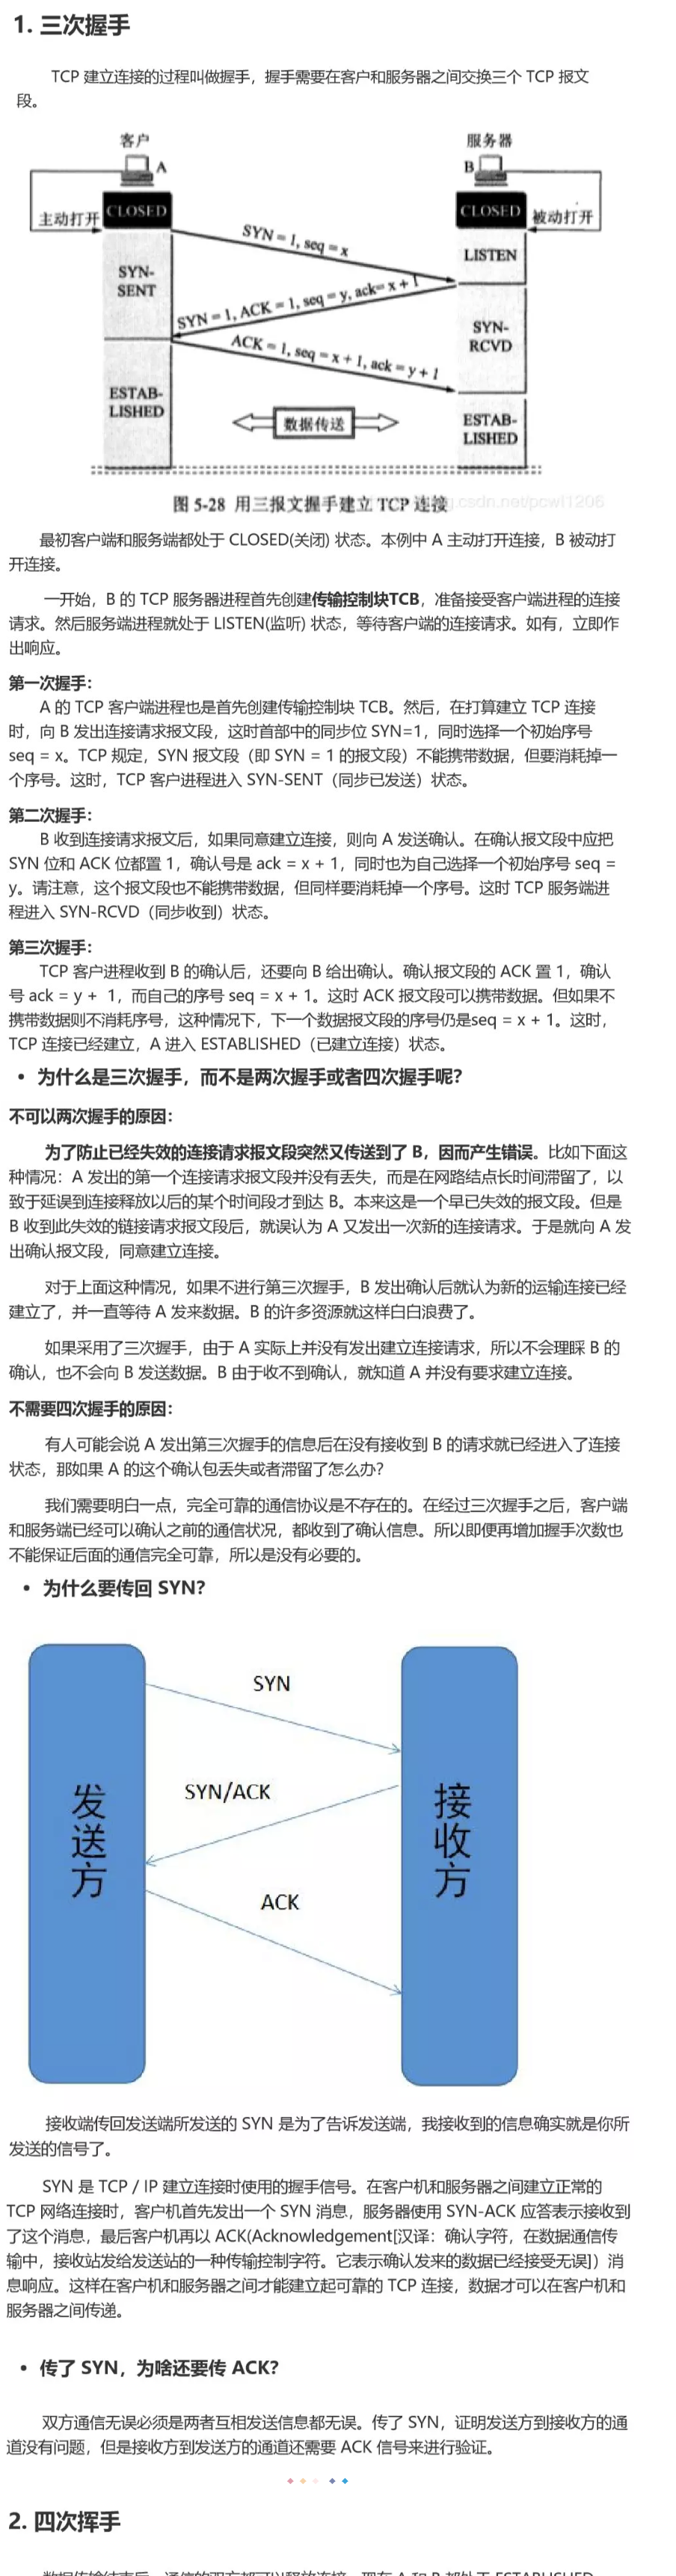 1. 三次握手
TCP 建立连接的过程叫做握手，握手需要在客户和服务器之间交换三个 TCP 报文
段。
客户
服务器
A
B
主动打开
CLOSED
CLOSED
被动打开
SYN = 1, seq = x
LISTEN
SYN-
SENT
SYN = 1, ACK = 1, seq = y, ack= x + 1
SYN-
RCVD
ACK = 1, seq = x + 1, ack = y + 1
ESTAB-
LISHED
数据传送
ESTAB-
LISHED
图 5-28 用三报文握手建立 TCP 连接
g.csdn.net/pcwl1206
最初客户端和服务端都处于 CLOSED(关闭) 状态。本例中 A 主动打开连接，B 被动打
开连接。
一开始，B 的 TCP 服务器进程首先创建传输控制块TCB，准备接受客户端进程的连接
请求。然后服务端进程就处于 LISTEN(监听) 状态，等待客户端的连接请求。如有，立即作
出响应。
第一次握手：
A 的 TCP 客户端进程也是首先创建传输控制块 TCB。然后，在打算建立 TCP 连接
时，向 B 发出连接请求报文段，这时首部中的同步位 SYN=1，同时选择一个初始序号
seq = x。TCP 规定，SYN 报文段（即 SYN = 1 的报文段）不能携带数据，但要消耗掉一
个序号。这时，TCP 客户进程进入 SYN-SENT（同步已发送）状态。
第二次握手：
B 收到连接请求报文后，如果同意建立连接，则向 A 发送确认。在确认报文段中应把
SYN 位和 ACK 位都置 1，确认号是 ack = x + 1，同时也为自己选择一个初始序号 seq =
y。请注意，这个报文段也不能携带数据，但同样要消耗掉一个序号。这时 TCP 服务端进
程进入 SYN-RCVD（同步收到）状态。
第三次握手：
TCP 客户进程收到 B 的确认后，还要向 B 给出确认。确认报文段的 ACK 置 1，确认
号 ack = y + 1，而自己的序号 seq = x + 1。这时 ACK 报文段可以携带数据。但如果不
携带数据则不消耗序号，这种情况下，下一个数据报文段的序号仍是seq = x + 1。这时，
TCP 连接已经建立，A 进入 ESTABLISHED（已建立连接）状态。
• 为什么是三次握手，而不是两次握手或者四次握手呢？
不可以两次握手的原因：
为了防止已经失效的连接请求报文段突然又传送到了 B，因而产生错误。比如下面这
种情况：A 发出的第一个连接请求报文段并没有丢失，而是在网路结点长时间滞留了，以
致于延误到连接释放以后的某个时间段才到达 B。本来这是一个早已失效的报文段。但是
B 收到此失效的链接请求报文段后，就误认为 A 又发出一次新的连接请求。于是就向 A 发
出确认报文段，同意建立连接。
对于上面这种情况，如果不进行第三次握手，B 发出确认后就认为新的运输连接已经
建立了，并一直等待 A 发来数据。B 的许多资源就这样白白浪费了。
如果采用了三次握手，由于 A 实际上并没有发出建立连接请求，所以不会理睬 B 的
确认，也不会向 B 发送数据。B 由于收不到确认，就知道 A 并没有要求建立连接。
不需要四次握手的原因：
有人可能会说 A 发出第三次握手的信息后在没有接收到 B 的请求就已经进入了连接
状态，那如果 A 的这个确认包丢失或者滞留了怎么办？
我们需要明白一点，完全可靠的通信协议是不存在的。在经过三次握手之后，客户端
和服务端已经可以确认之前的通信状况，都收到了确认信息。所以即便再增加握手次数也
不能保证后面的通信完全可靠，所以是没有必要的。
• 为什么要传回 SYN？
SYN
发送方
SYN/ACK
接收方
ACK
接收端传回发送端所发送的 SYN 是为了告诉发送端，我接收到的信息确实就是你所
发送的信号了。
SYN 是 TCP / IP 建立连接时使用的握手信号。在客户机和服务器之间建立正常的
TCP 网络连接时，客户机首先发出一个 SYN 消息，服务器使用 SYN-ACK 应答表示接收到
了这个消息，最后客户机再以 ACK(Acknowledgement[汉译：确认字符，在数据通信传
输中，接收站发给发送站的一种传输控制字符。它表示确认发来的数据已经接受无误]）消
息响应。这样在客户机和服务器之间才能建立起可靠的 TCP 连接，数据才可以在客户机和
服务器之间传递。
• 传了 SYN，为啥还要传 ACK？
双方通信无误必须是两者互相发送信息都无误。传了 SYN，证明发送方到接收方的通
道没有问题，但是接收方到发送方的通道还需要 ACK 信号来进行验证。
2. 四次挥手